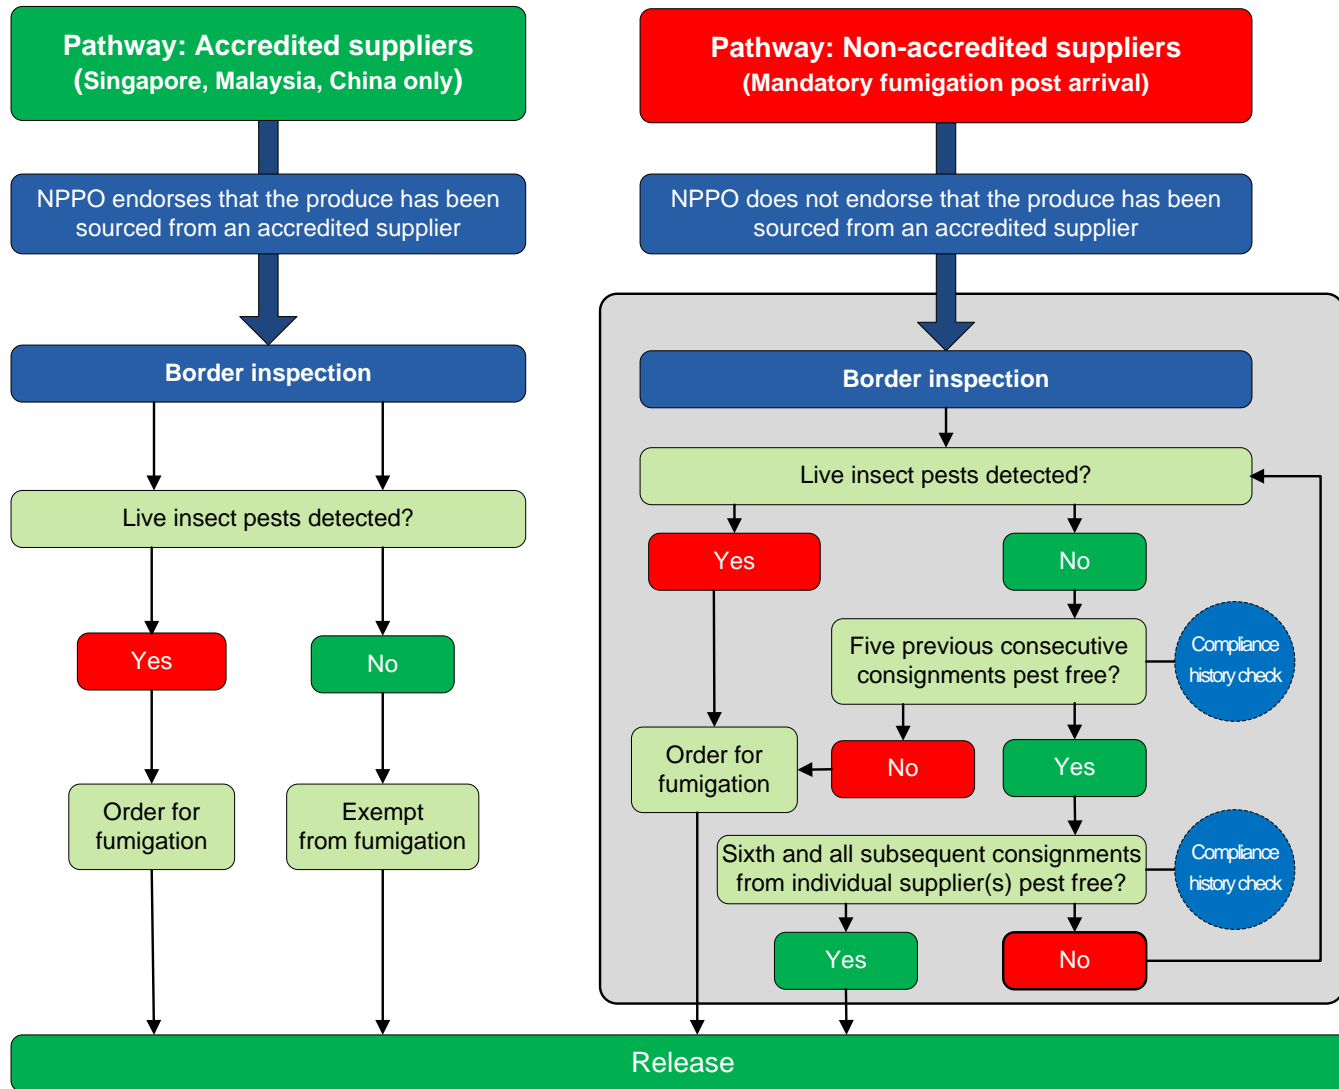 Pathway: Accredited suppliers
(Singapore, Malaysia, China only)
NPPO endorses that the produce has been
sourced from an accredited supplier
Border inspection
Live insect pests detected?
Yes
No
Order for
fumigation
Exempt
from fumigation
Pathway: Non-accredited suppliers
(Mandatory fumigation post arrival)
NPPO does not endorse that the produce has been
sourced from an accredited supplier
Border inspection
Live insect pests detected?
Yes
No
Five previous consecutive
consignments pest free?
Compliance
history check
Order for
fumigation
No
Yes
Sixth and all subsequent consignments
from individual supplier(s) pest free?
Compliance
history check
Yes
No
Release